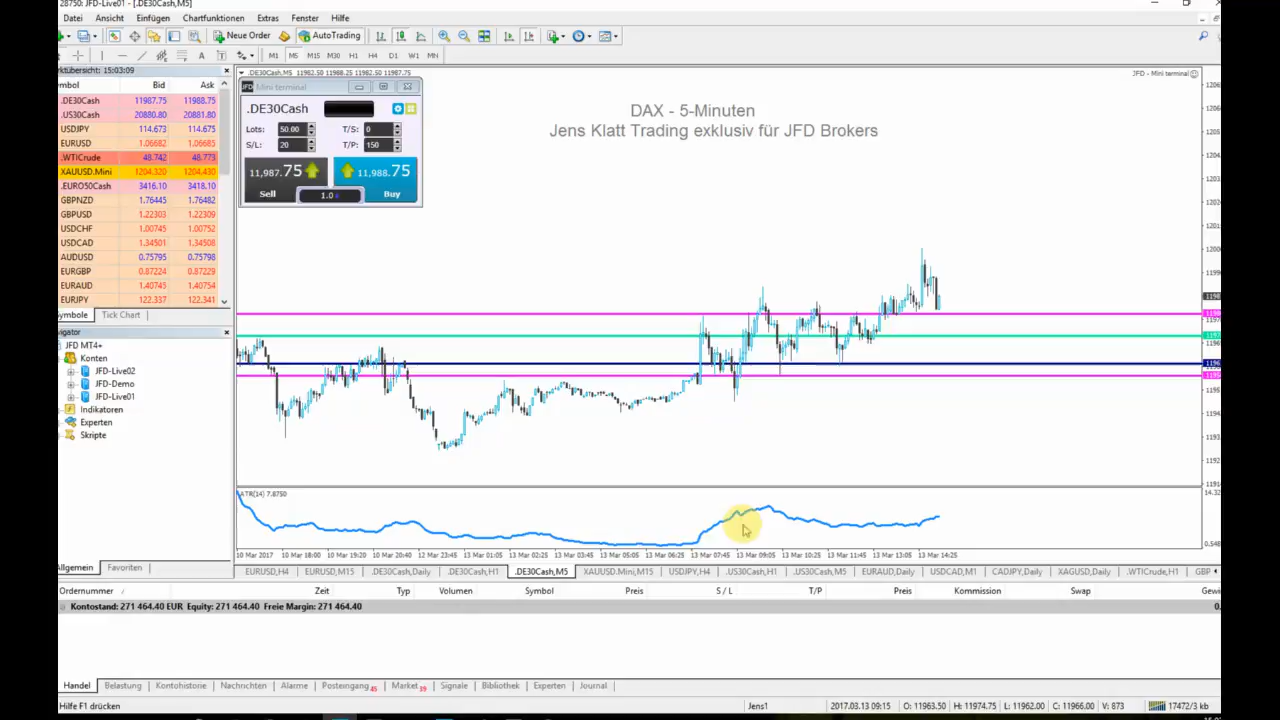 28750: JFD-Live01 - [.DE30Cash,M5]
Datei Ansicht Einfügen Chartfunktionen Extras Fenster Hilfe
New Order AutoTrading
M1 M5 M15 M30 H1 H4 D1 W1 MN
rktübersicht: 15:03:09
ymbol Bid Ask
.DE30Cash 11987.75 11988.75
.US30Cash 20880.80 20881.80
USDJPY 114.673 114.675
EURUSD 1.06682 1.06685
.WTICrude 48.742 48.773
XAUUSD.Mini 1204.320 1204.430
.EURO50Cash 3416.10 3418.10
GBPNZD 1.76445 1.76482
GBPUSD 1.22303 1.22309
USDCHF 1.00745 1.00752
USDCAD 1.34501 1.34508
AUDUSD 0.75795 0.75798
EURGBP 0.87224 0.87229
EURAUD 1.40754 1.40754
EURJPY 122.337 122.341
Symbole Tick Chart
vigator
JFD MT4+
Konten
JFD-Live02
JFD-Demo
JFD-Live01
Indikatoren
Experten
Skripte
Allgemein Favoriten
.DE30Cash,M5 11982.50 11988.25 11982.50 11987.75
JFD - Mini terminal
JFD Mini terminal
.DE30Cash
Lots: 50.00 T/S: 0
S/L: 20 T/P: 150
11,987.75 11,988.75
Sell 1.0 Buy
DAX - 5-Minuten
Jens Klatt Trading exklusiv für JFD Brokers
ATR(14) 7.8750
14.32
0.548
10 Mar 2017 10 Mar 18:00 10 Mar 19:20 10 Mar 20:40 12 Mar 23:45 13 Mar 01:05 13 Mar 02:25 13 Mar 03:45 13 Mar 05:05 13 Mar 06:25 13 Mar 07:45 13 Mar 09:05 13 Mar 10:25 13 Mar 11:45 13 Mar 13:05 13 Mar 14:25
EURUSD,H4 EURUSD,M15 .DE30Cash,Daily .DE30Cash,H1 .DE30Cash,M5 XAUUSD.Mini,M15 USDJPY,H4 .US30Cash,H1 .US30Cash,M5 EURAUD,Daily USDCAD,M1 CADJPY,Daily XAGUSD,Daily .WTICrude,H1 GBP
Ordernummer Zeit Typ Volumen Symbol Preis S / L T/P Preis Kommission Swap Gewi
Kontostand: 271 464.40 EUR Equity: 271 464.40 Freie Margin: 271 464.40
Handel Belastung Kontohistorie Nachrichten Alarme Posteingang 45 Market 39 Signale Bibliothek Experten Journal
Hilfe F1 drücken Jens1 2017.03.13 09:15 O: 11963.50 H: 11974.75 L: 11962.00 C: 11966.00 V: 873 17472/3 kb